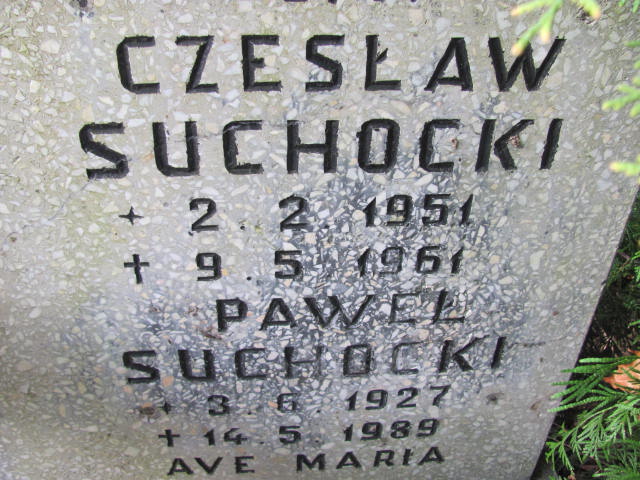 CZESŁAW
SUCHOCKI
+ 2. 2. 1951
+ 9. 5. 1961
PAWEŁ
SUCHOCKI
+ 3. 6. 1927
+ 14. 5. 1989
AVE MARIA